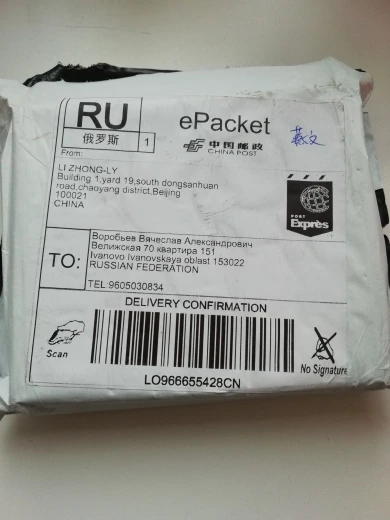 RU
俄罗斯
1
ePacket
中国邮政
CHINA POST
From:
LI ZHONG-LY
Building 1,yard 19,south dongsanhuan
road,chaoyang district,Beijing
100021
CHINA
POST
Expres
TO:
Воробьев Вячеслав Александрович
Велижская 70 квартира 151
Ivanovo Ivanovskaya oblast 153022
RUSSIAN FEDERATION
TEL:9605030834
DELIVERY CONFIRMATION
Scan
No Signature
LO966655428CN